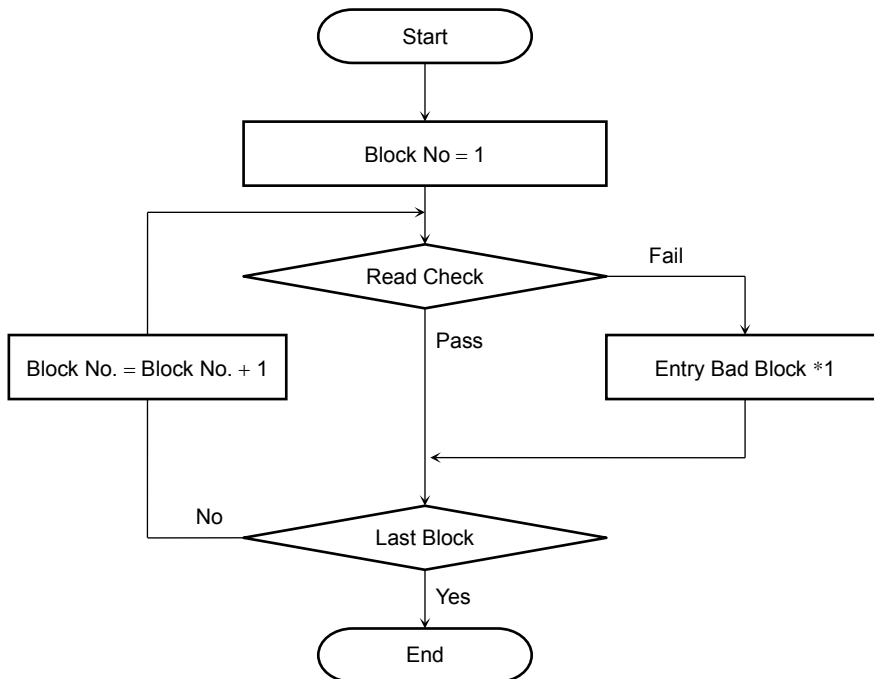 Start
Block No = 1
Read Check
Fail
Pass
Block No. = Block No. + 1
Entry Bad Block *1
No
Last Block
Yes
End